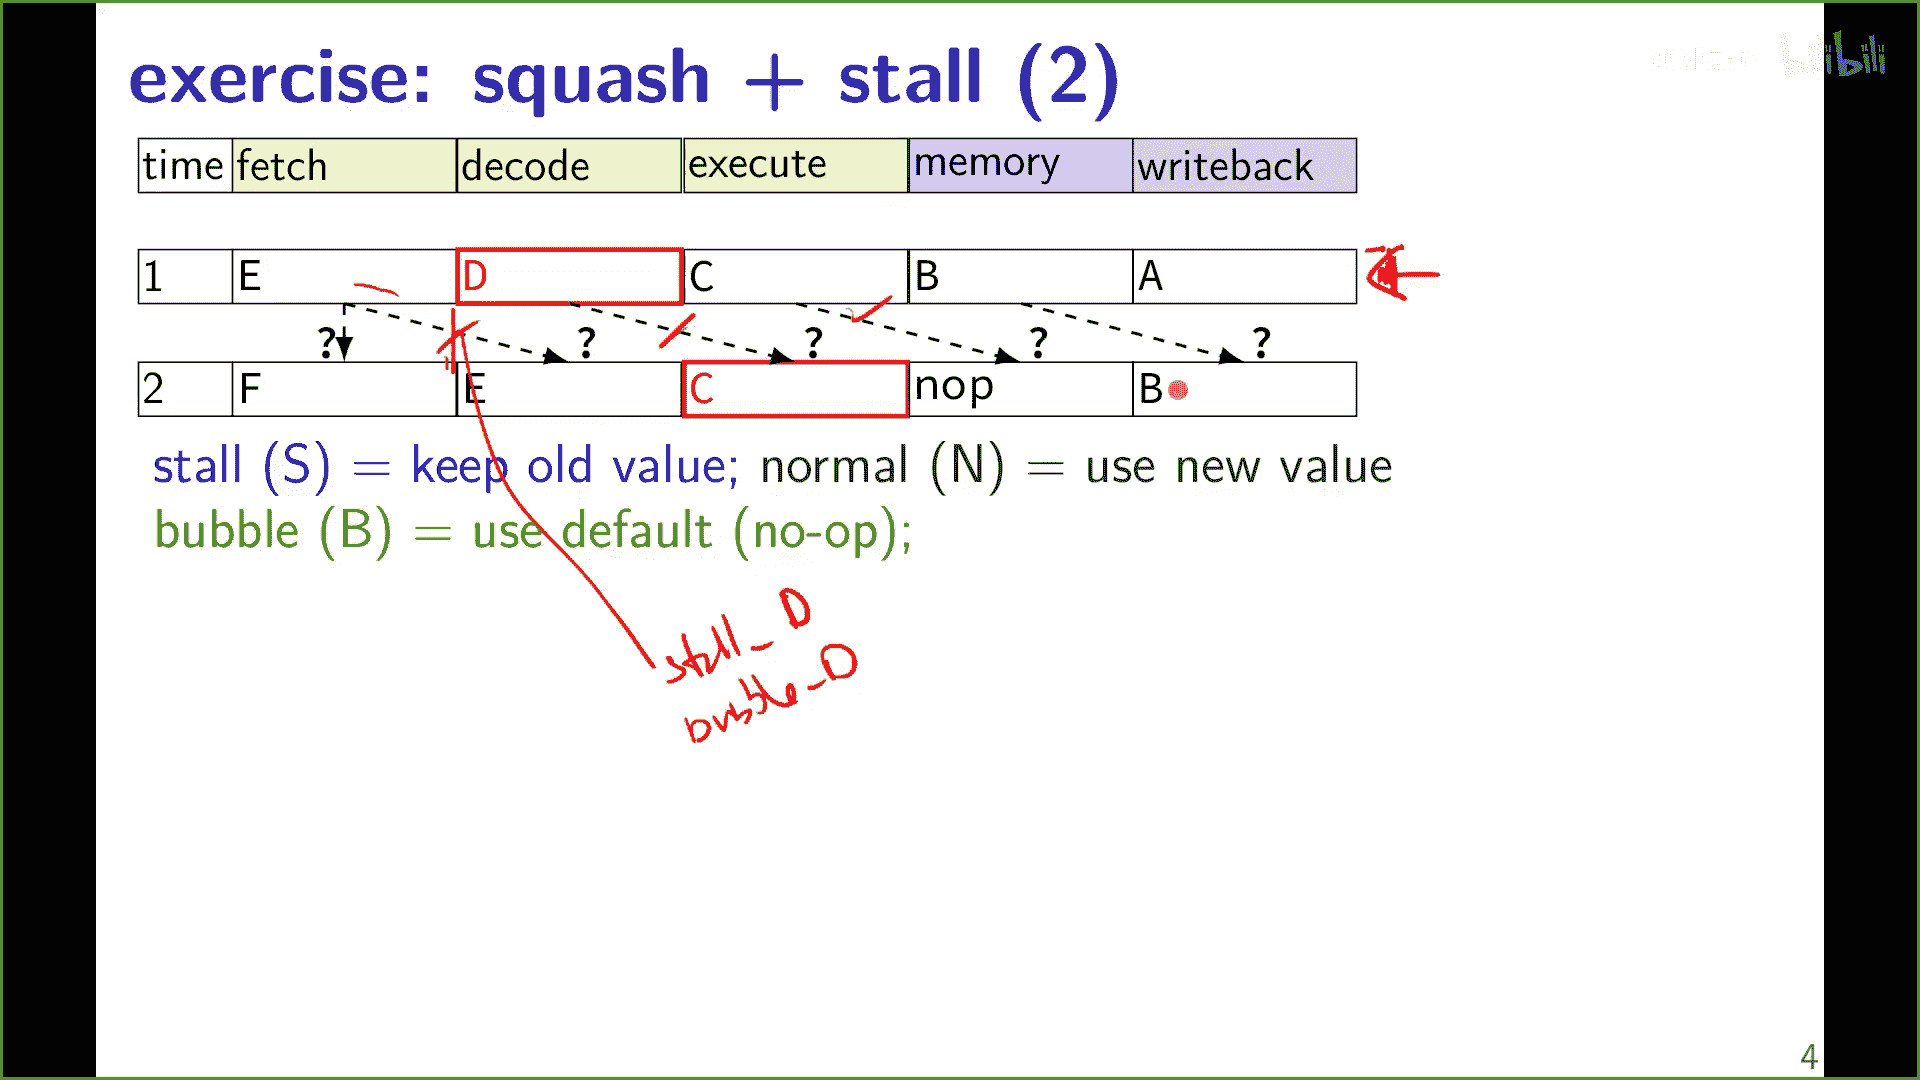 exercise: squash + stall (2)
time fetch decode execute memory writeback
1 E D C B A
? ? ? ? ?
2 F E C nop B
stall (S) = keep old value; normal (N) = use new value
bubble (B) = use default (no-op);
stall_D
bubble_D
4
bilibili